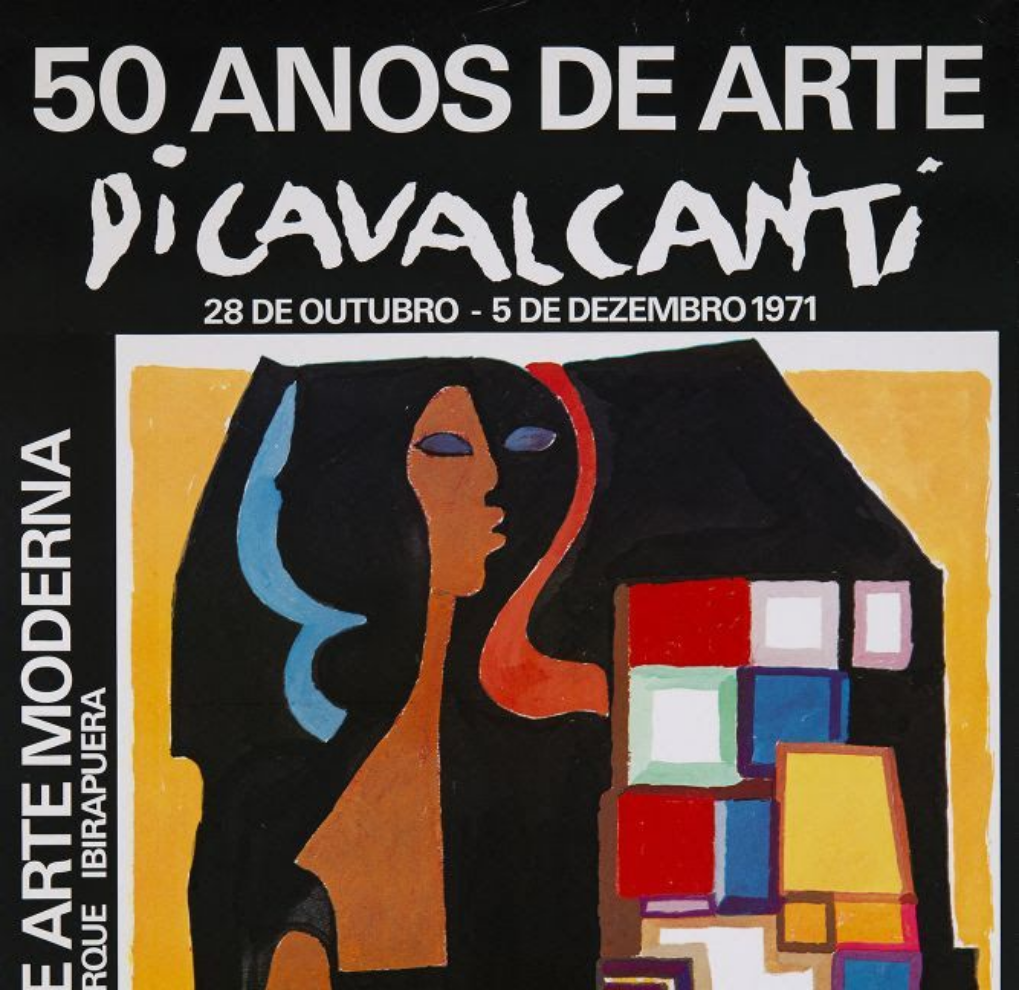 50 ANOS DE ARTE
Di CAVALCANTi
28 DE OUTUBRO - 5 DE DEZEMBRO 1971
E ARTE MODERNA
RQUE IBIRAPUERA